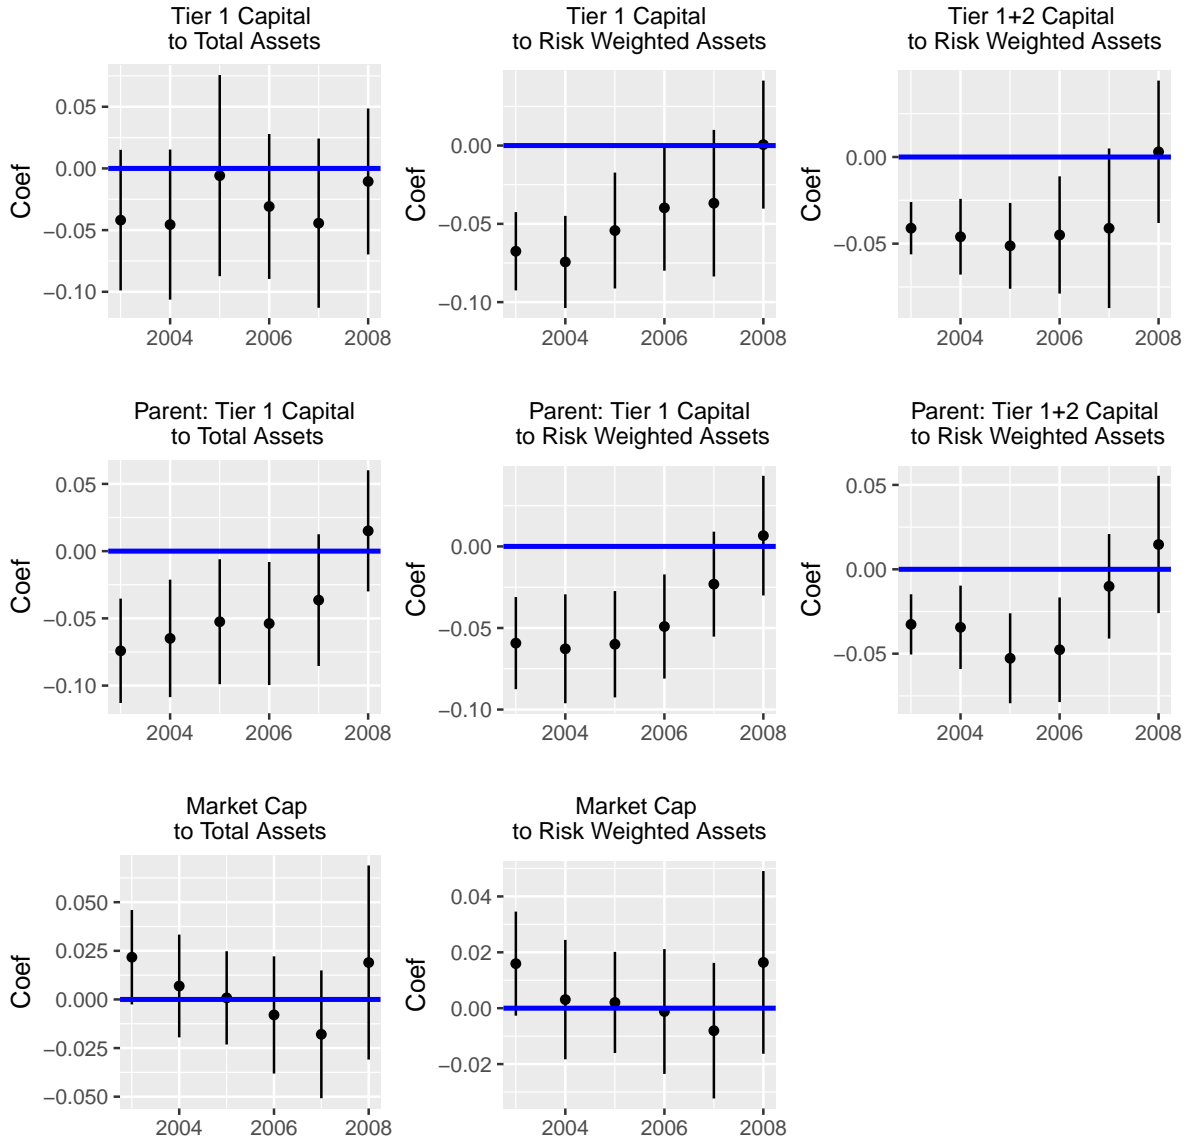 Tier 1 Capital
to Total Assets
Coef
0.05
0.00
−0.05
−0.10
2004
2006
2008
Tier 1 Capital
to Risk Weighted Assets
Coef
0.00
−0.05
−0.10
2004
2006
2008
Tier 1+2 Capital
to Risk Weighted Assets
Coef
0.00
−0.05
2004
2006
2008
Parent: Tier 1 Capital
to Total Assets
Coef
0.05
0.00
−0.05
−0.10
2004
2006
2008
Parent: Tier 1 Capital
to Risk Weighted Assets
Coef
0.00
−0.05
−0.10
2004
2006
2008
Parent: Tier 1+2 Capital
to Risk Weighted Assets
Coef
0.05
0.00
−0.05
2004
2006
2008
Market Cap
to Total Assets
Coef
0.050
0.025
0.000
−0.025
−0.050
2004
2006
2008
Market Cap
to Risk Weighted Assets
Coef
0.04
0.02
0.00
−0.02
2004
2006
2008